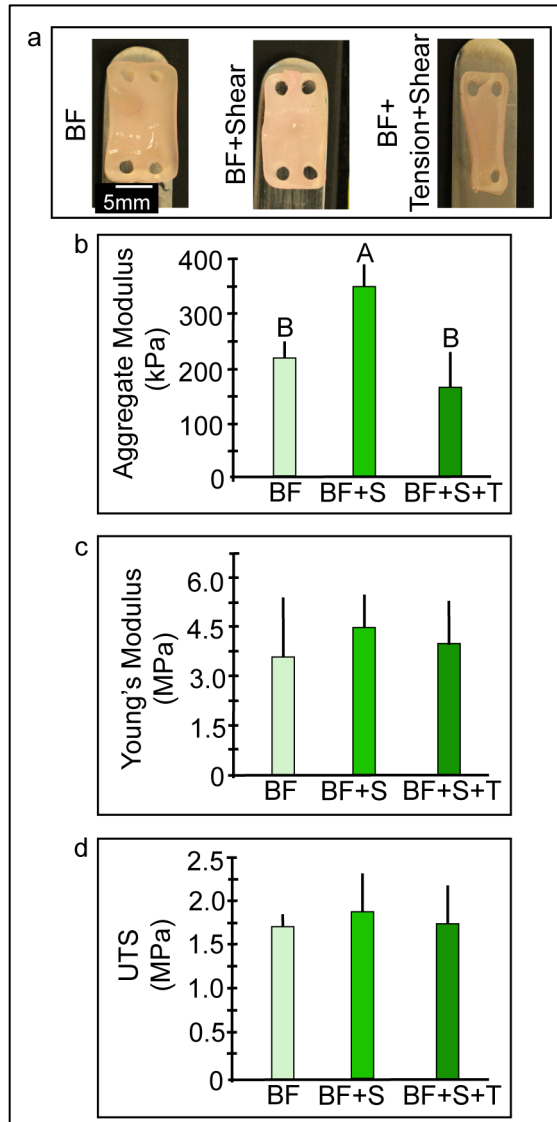 a
BF
5mm
BF+Shear
BF+
Tension+Shear
b
Aggregate Modulus
(kPa)
400
300
200
100
0
B
A
B
BF
BF+S
BF+S+T
c
Young's Modulus
(MPa)
6.0
4.5
3.0
1.5
0
BF
BF+S
BF+S+T
d
UTS
(MPa)
2.5
2.0
1.5
1.0
0.5
0
BF
BF+S
BF+S+T